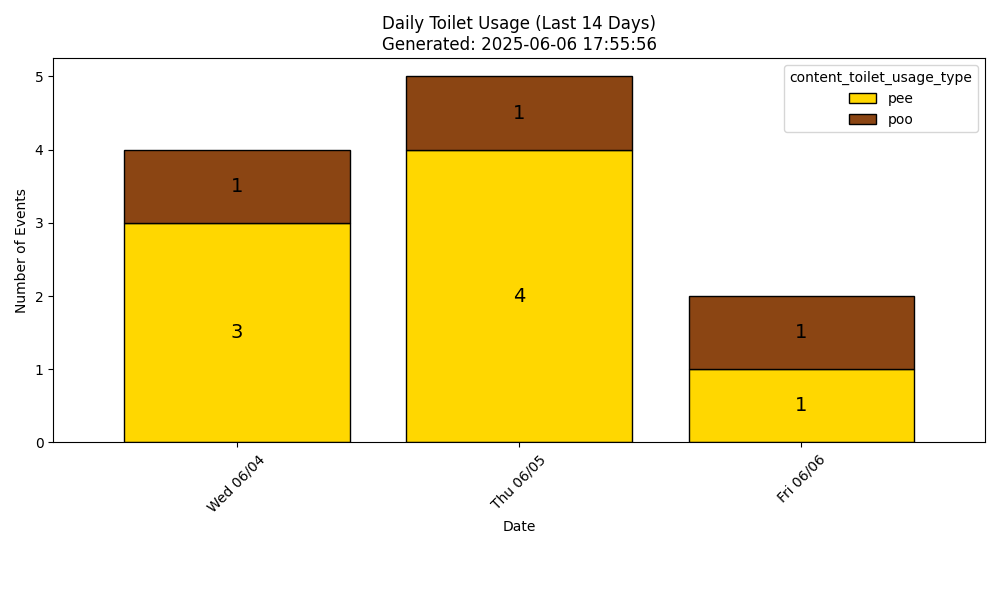 Daily Toilet Usage (Last 14 Days)
Generated: 2025-06-06 17:55:56
content_toilet_usage_type
pee
poo
Number of Events
5
4
3
2
1
0
1
3
1
4
1
1
Wed 06/04
Thu 06/05
Fri 06/06
Date